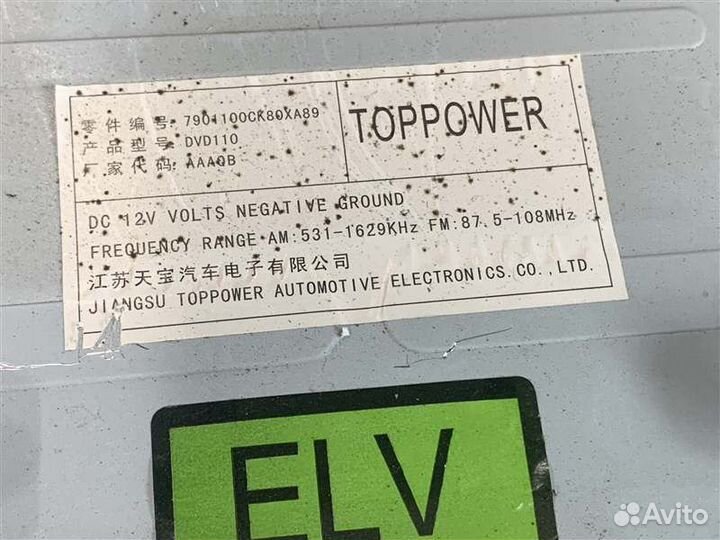 零件编号: 7901100CK80XA89
产品型号: DVD110
厂家代码: AAAQB
TOPPOWER
DC 12V VOLTS NEGATIVE GROUND
FREQUENCY RANGE AM:531-1629KHz FM:87.5-108MHz
江苏天宝汽车电子有限公司
JIANGSU TOPPOWER AUTOMOTIVE ELECTRONICS.CO.,LTD.
ELV
Avito